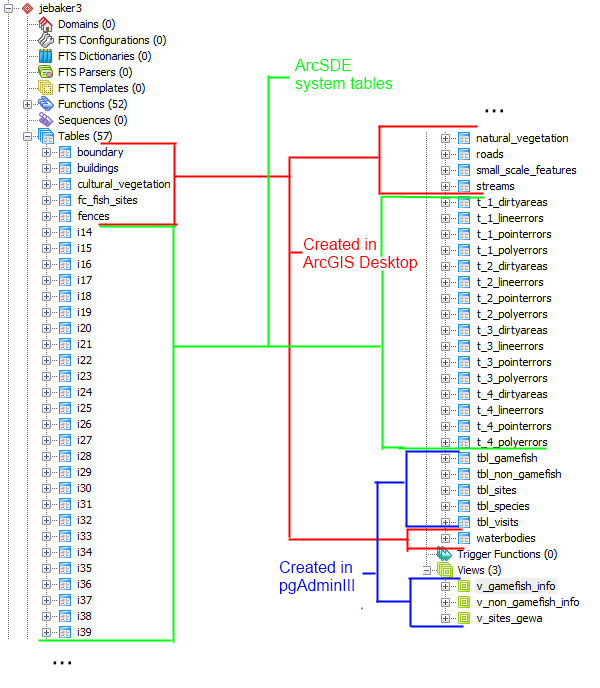 jebaker3
Domains (0)
FTS Configurations (0)
FTS Dictionaries (0)
FTS Parsers (0)
FTS Templates (0)
Functions (52)
Sequences (0)
Tables (57)
boundary
buildings
cultural_vegetation
fc_fish_sites
fences
i14
i15
i16
i17
i18
i19
i20
i21
i22
i23
i24
i25
i26
i27
i28
i29
i30
i31
i32
i33
i34
i35
i36
i37
i38
i39
...
ArcSDE
system tables
Created in
ArcGIS Desktop
Created in
pgAdminIII
...
natural_vegetation
roads
small_scale_features
streams
t_1_dirtyareas
t_1_lineerrors
t_1_pointerrors
t_1_polyerrors
t_2_dirtyareas
t_2_lineerrors
t_2_pointerrors
t_2_polyerrors
t_3_dirtyareas
t_3_lineerrors
t_3_pointerrors
t_3_polyerrors
t_4_dirtyareas
t_4_lineerrors
t_4_pointerrors
t_4_polyerrors
tbl_gamefish
tbl_non_gamefish
tbl_sites
tbl_species
tbl_visits
waterbodies
Trigger Functions (0)
Views (3)
v_gamefish_info
v_non_gamefish_info
v_sites_gewa